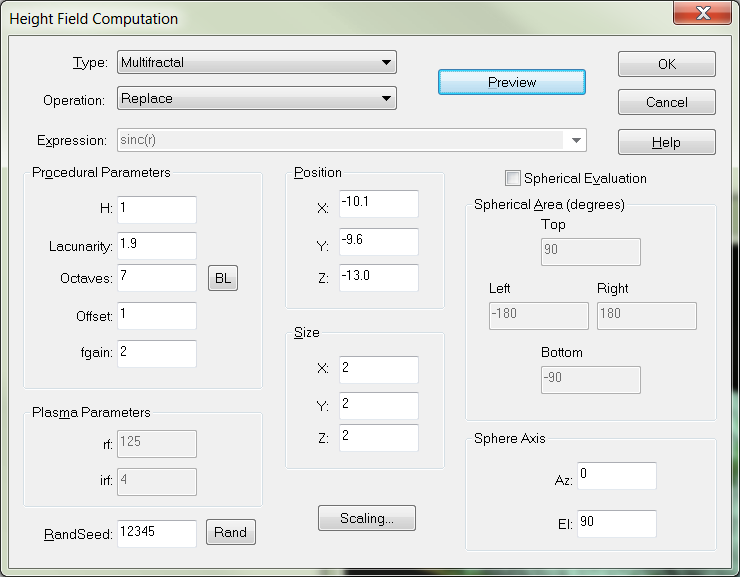 Height Field Computation
Type: Multifractal
Operation: Replace
Preview
OK
Cancel
Help
Expression: sinc(r)
Procedural Parameters
H: 1
Lacunarity: 1.9
Octaves: 7 BL
Offset: 1
fgain: 2
Position
X: -10.1
Y: -9.6
Z: -13.0
Size
X: 2
Y: 2
Z: 2
Spherical Evaluation
Spherical Area (degrees)
Top
90
Left Right
-180 180
Bottom
-90
Plasma Parameters
rf: 125
irf: 4
RandSeed: 12345 Rand
Scaling...
Sphere Axis
Az: 0
El: 90